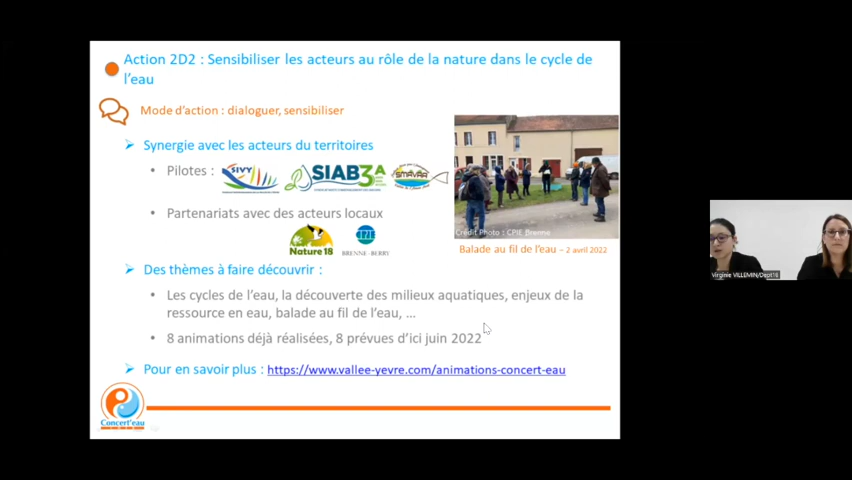 Action 2D2 : Sensibiliser les acteurs au rôle de la nature dans le cycle de
l'eau
Mode d'action : dialoguer, sensibiliser
Synergie avec les acteurs du territoires
Pilotes :
SIVY
SIAB3A
SMAVAA
Partenariats avec des acteurs locaux
Nature 18
BRENNE-BERRY
Crédit Photo : CPIE Brenne
Balade au fil de l'eau – 2 avril 2022
Des thèmes à faire découvrir :
Les cycles de l'eau, la découverte des milieux aquatiques, enjeux de la
ressource en eau, balade au fil de l'eau, …
8 animations déjà réalisées, 8 prévues d'ici juin 2022
Pour en savoir plus : https://www.vallee-yevre.com/animations-concert-eau
Concert'eau
Virginie VILLEMIN/Dept18